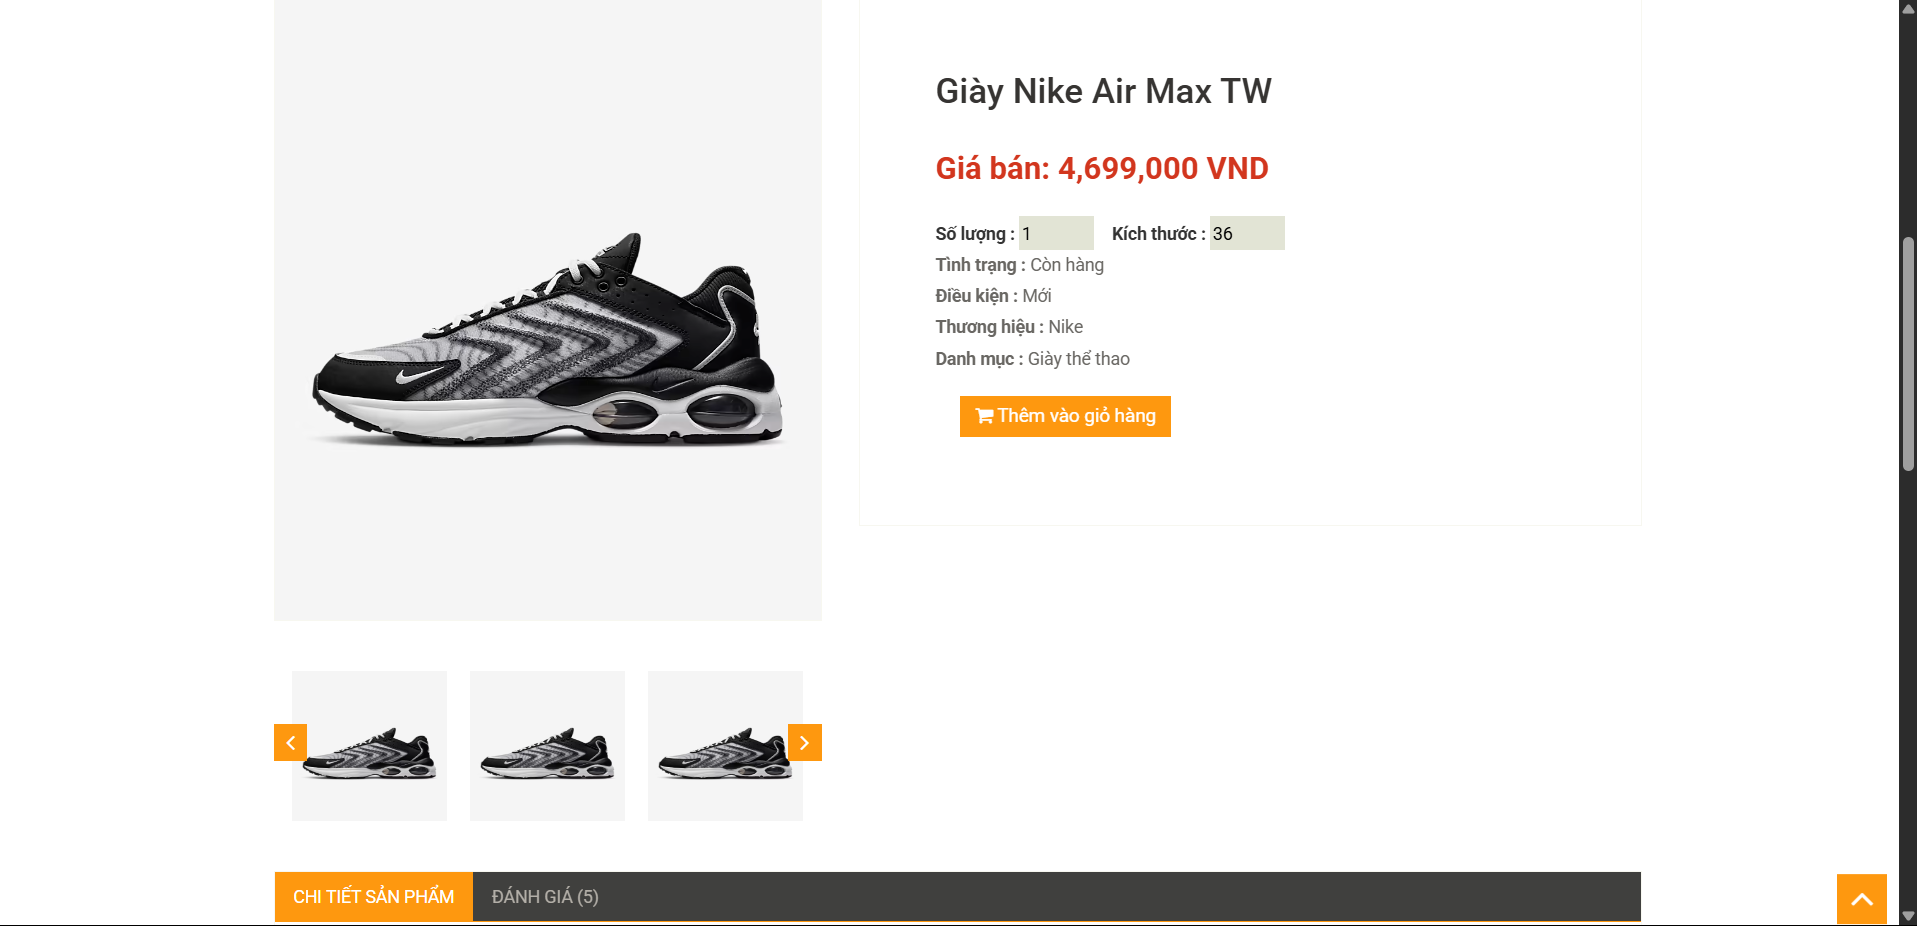 Giày Nike Air Max TW
Giá bán: 4,699,000 VND
Số lượng : 1 Kích thước : 36
Tình trạng : Còn hàng
Điều kiện : Mới
Thương hiệu : Nike
Danh mục : Giày thể thao
Thêm vào giỏ hàng
CHI TIẾT SẢN PHẨM ĐÁNH GIÁ (5)